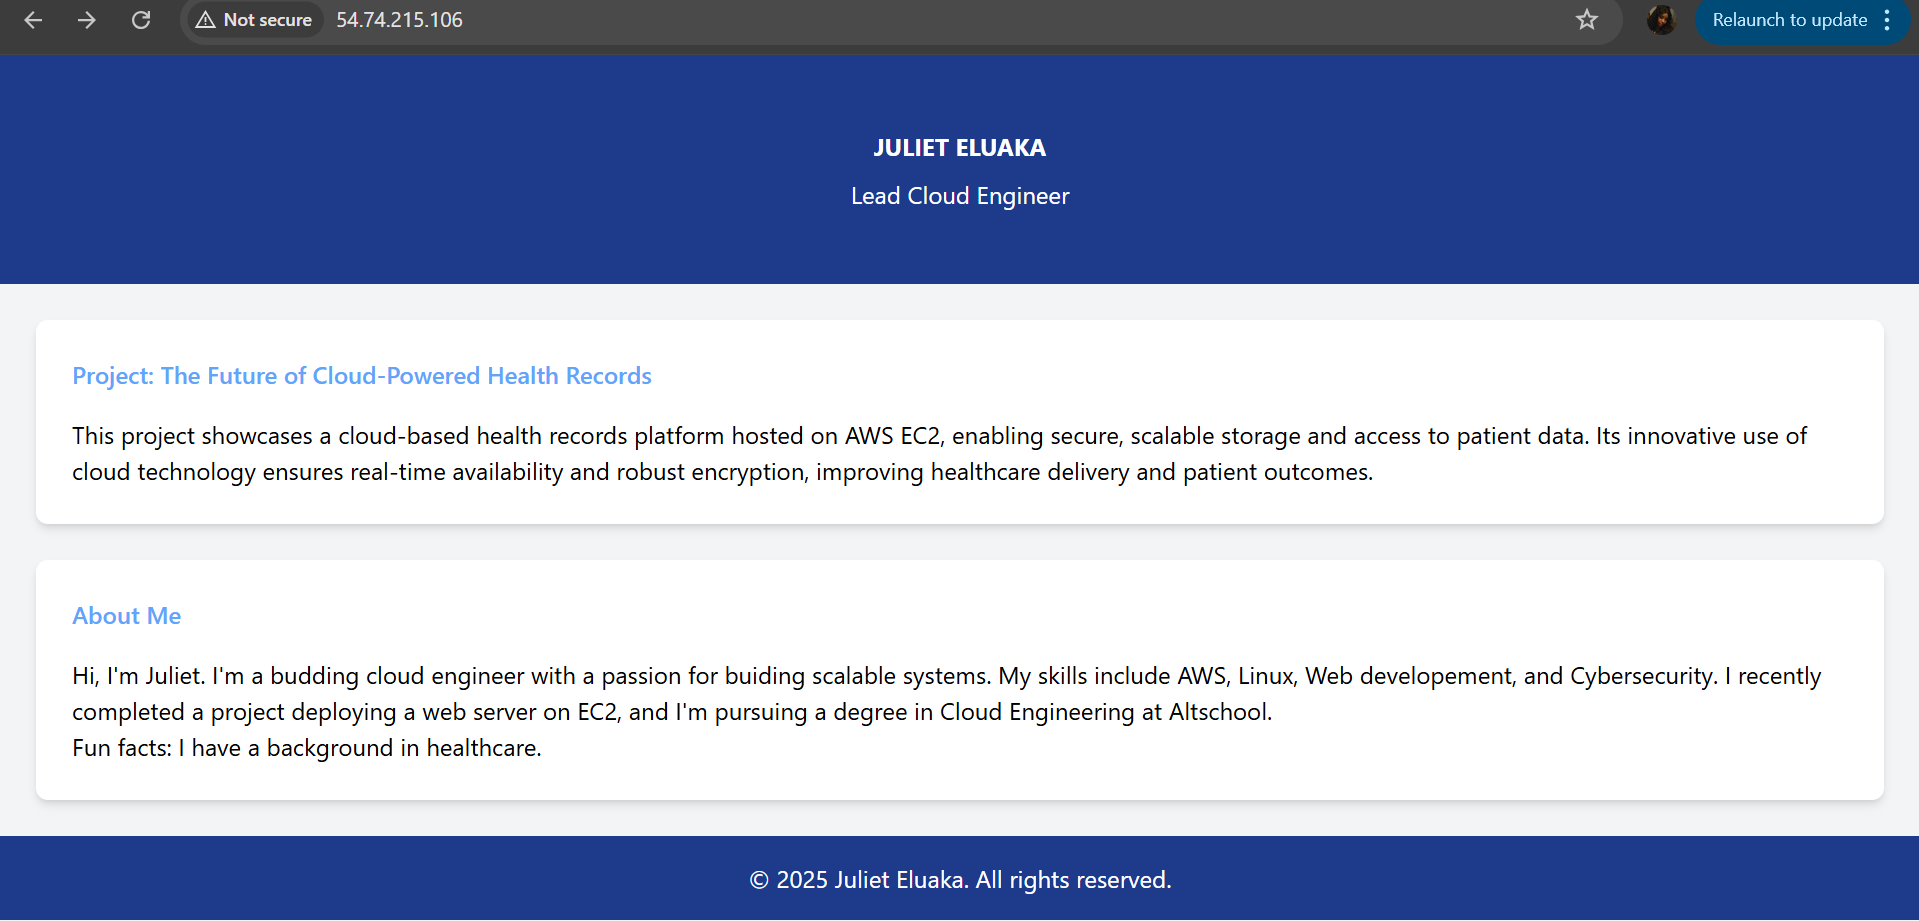 Not secure 54.74.215.106 Relaunch to update
JULIET ELUAKA
Lead Cloud Engineer
Project: The Future of Cloud-Powered Health Records
This project showcases a cloud-based health records platform hosted on AWS EC2, enabling secure, scalable storage and access to patient data. Its innovative use of
cloud technology ensures real-time availability and robust encryption, improving healthcare delivery and patient outcomes.
About Me
Hi, I'm Juliet. I'm a budding cloud engineer with a passion for buiding scalable systems. My skills include AWS, Linux, Web developement, and Cybersecurity. I recently
completed a project deploying a web server on EC2, and I'm pursuing a degree in Cloud Engineering at Altschool.
Fun facts: I have a background in healthcare.
© 2025 Juliet Eluaka. All rights reserved.